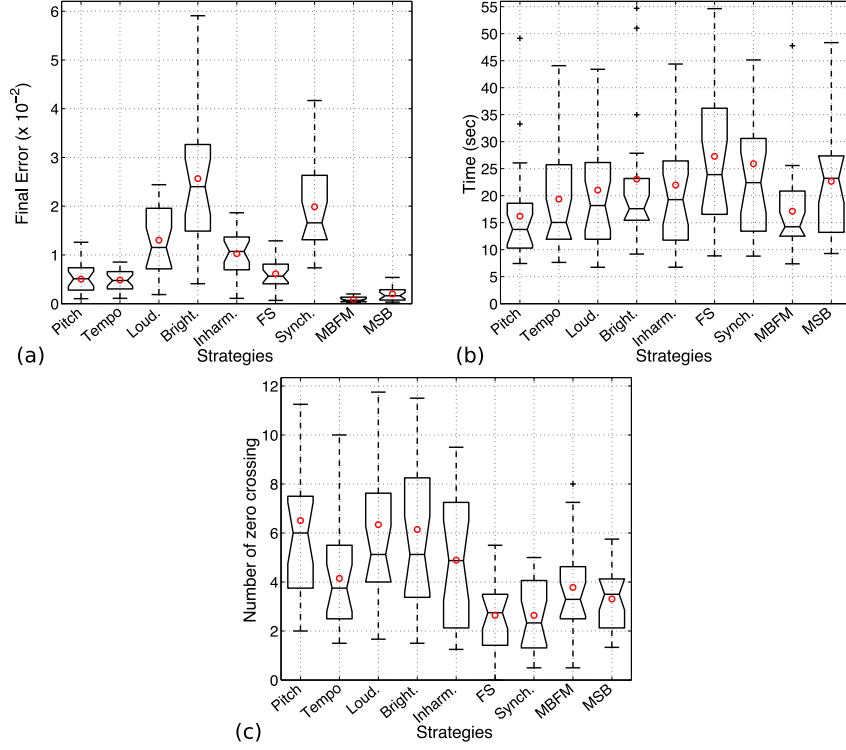 6
5
4
3
2
1
0
Final Error (x 10⁻²)
Pitch
Tempo
Loud.
Bright.
Inharm.
FS
Synch.
MBFM
MSB
(a)
Strategies
55
50
45
40
35
30
25
20
15
10
5
0
Time (sec)
Pitch
Tempo
Loud.
Bright.
Inharm.
FS
Synch.
MBFM
MSB
(b)
Strategies
12
10
8
6
4
2
0
Number of zero crossing
Pitch
Tempo
Loud.
Bright.
Inharm.
FS
Synch.
MBFM
MSB
(c)
Strategies